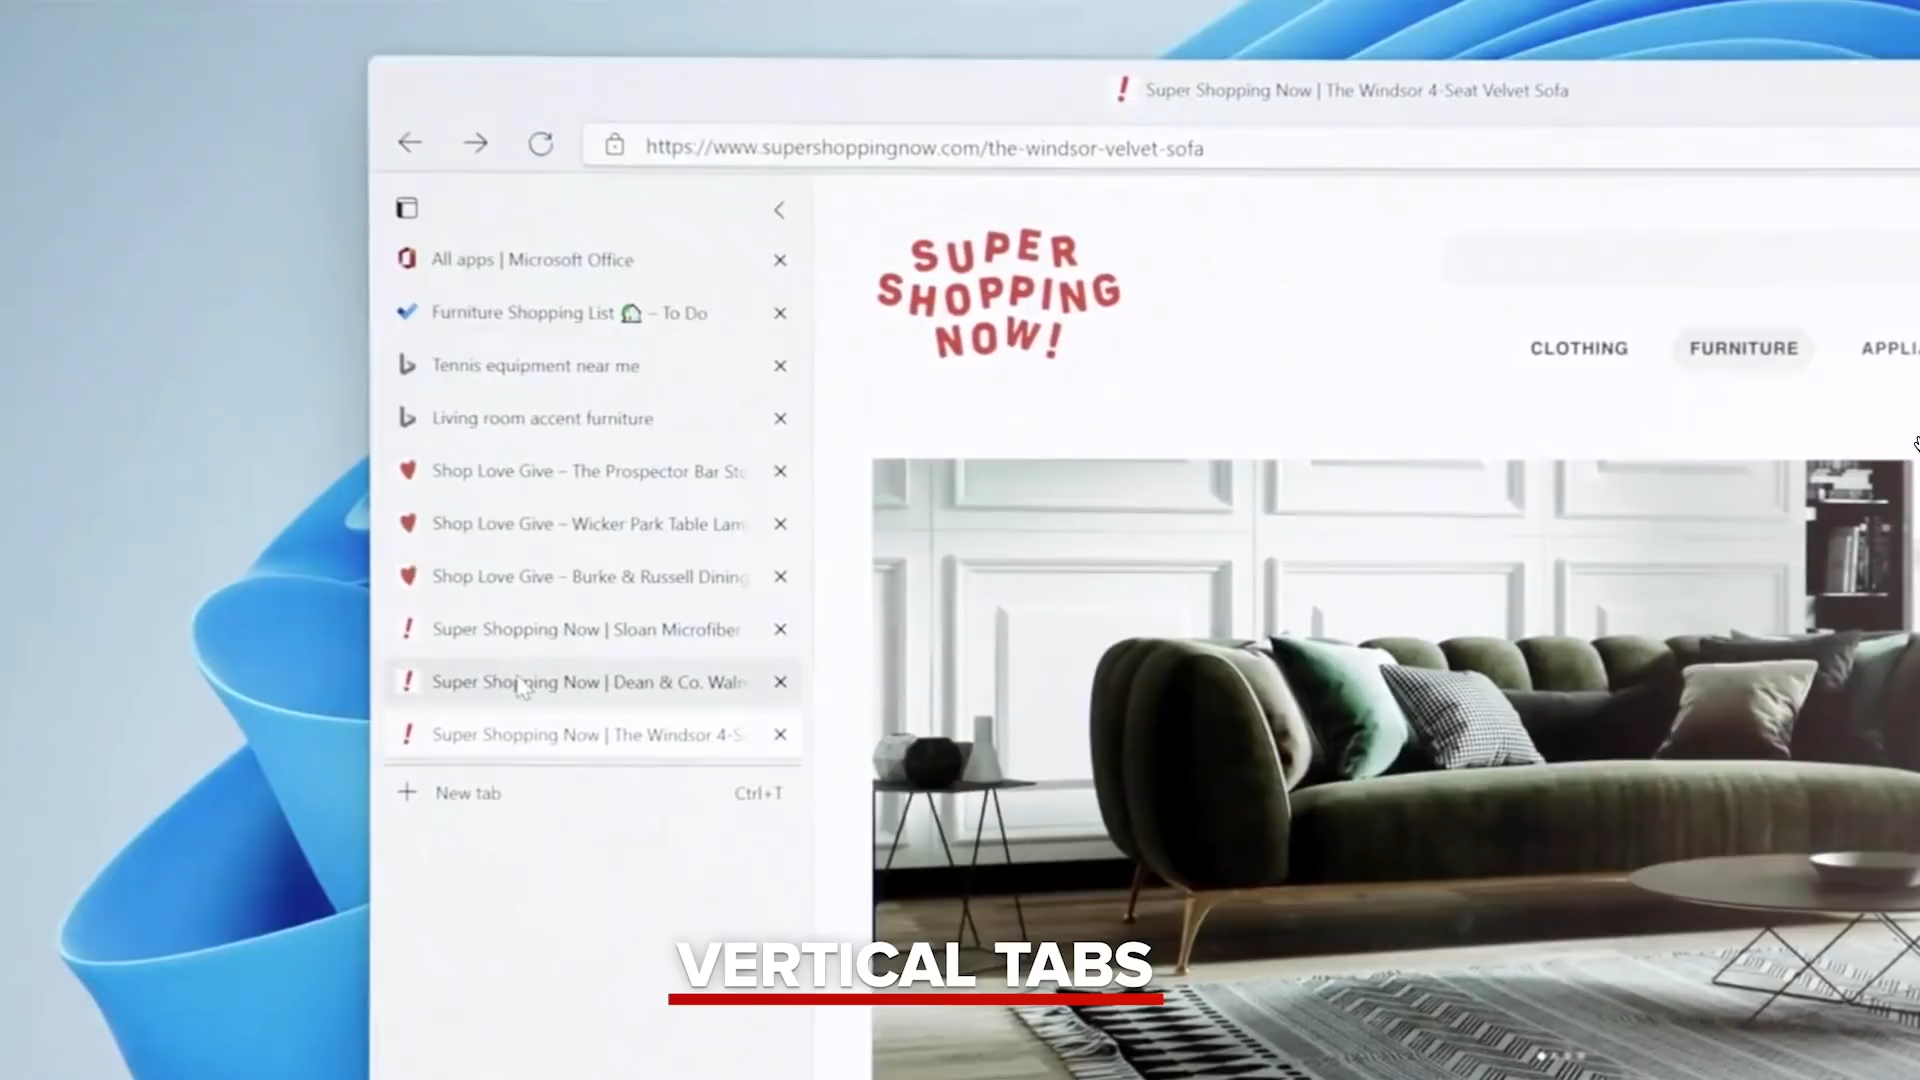 Super Shopping Now | The Windsor 4-Seat Velvet Sofa
https://www.supershoppingnow.com/the-windsor-velvet-sofa
All apps | Microsoft Office
Furniture Shopping List 🏠 – To Do
Tennis equipment near me
Living room accent furniture
Shop Love Give – The Prospector Bar Sto
Shop Love Give – Wicker Park Table Lam
Shop Love Give – Burke & Russell Dining
Super Shopping Now | Sloan Microfiber
Super Shopping Now | Dean & Co. Waln
Super Shopping Now | The Windsor 4-S
New tab Ctrl+T
SUPER
SHOPPING
NOW!
CLOTHING FURNITURE APPLI
VERTICAL TABS